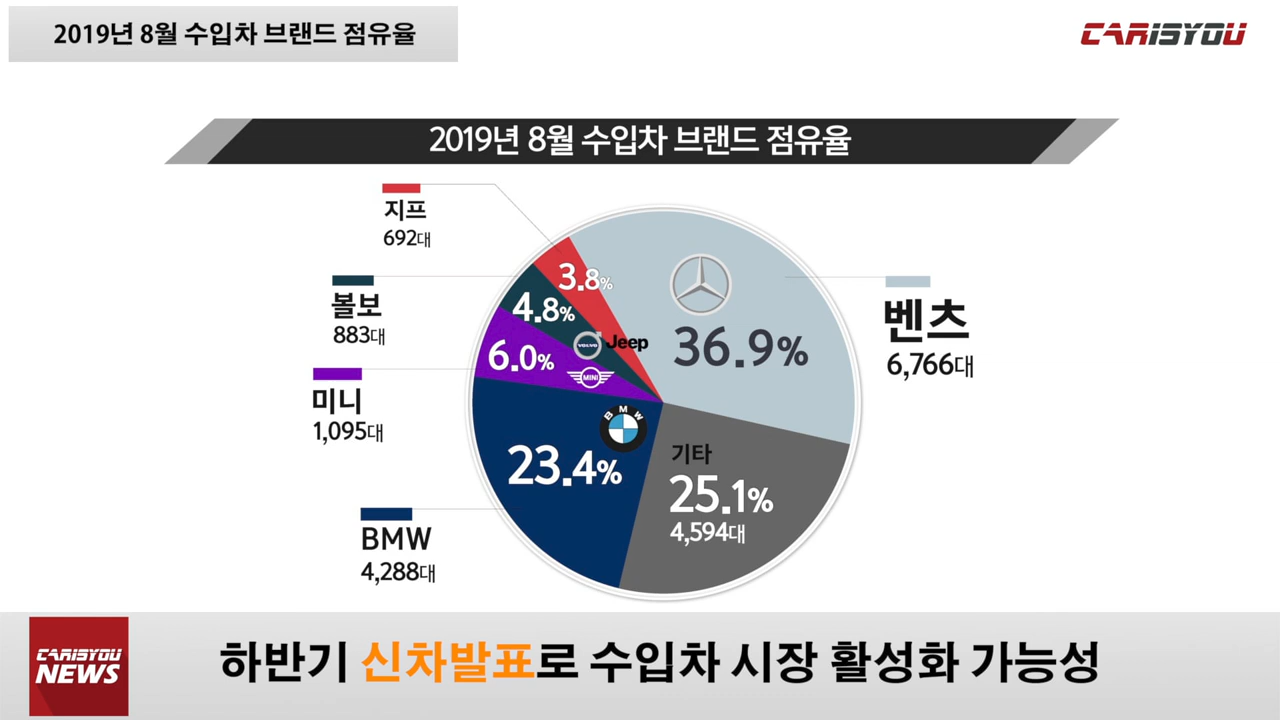 2019년 8월 수입차 브랜드 점유율
CARISYOU
2019년 8월 수입차 브랜드 점유율
지프
692대
3.8%
볼보
883대
4.8%
VOLVO
Jeep
미니
1,095대
6.0%
MINI
BMW
4,288대
BMW
23.4%
벤츠
6,766대
36.9%
기타
25.1%
4,594대
CARISYOU
NEWS
하반기 신차발표로 수입차 시장 활성화 가능성